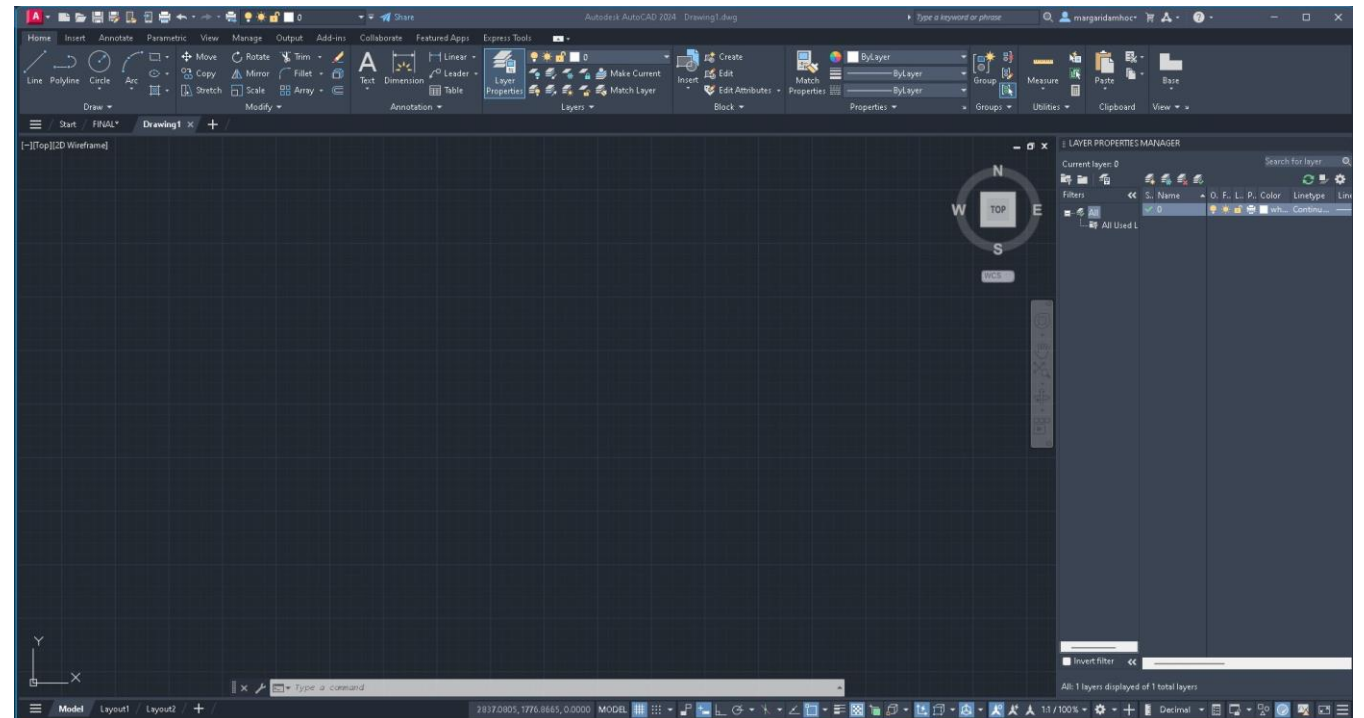 A 0 Share Autodesk AutoCAD 2024 Drawing1.dwg Type a keyword or phrase margaridamhoc
Home Insert Annotate Parametric View Manage Output Add-ins Collaborate Featured Apps Express Tools
Line Polyline Circle Arc
Move Rotate Trim
Copy Mirror Fillet
Stretch Scale Array
Text Dimension
Linear
Leader
Table
Layer Properties
0
Make Current
Match Layer
Insert
Create
Edit
Edit Attributes
Match Properties
ByLayer
ByLayer
ByLayer
Group
Measure
Paste
Base
Draw Modify Annotation Layers Block Properties Groups Utilities Clipboard View
Start FINAL* Drawing1
[-][Top][2D Wireframe]
N
W TOP E
S
WCS
LAYER PROPERTIES MANAGER
Current layer: 0 Search for layer
Filters S.. Name O. F.. L.. P.. Color Linetype Line
All 0 wh... Continu...
All Used L
Invert filter
All: 1 layers displayed of 1 total layers
Y
X
Type a command
Model Layout1 Layout2 2837.0805, 1776.8665, 0.0000 MODEL 1:1 / 100% Decimal